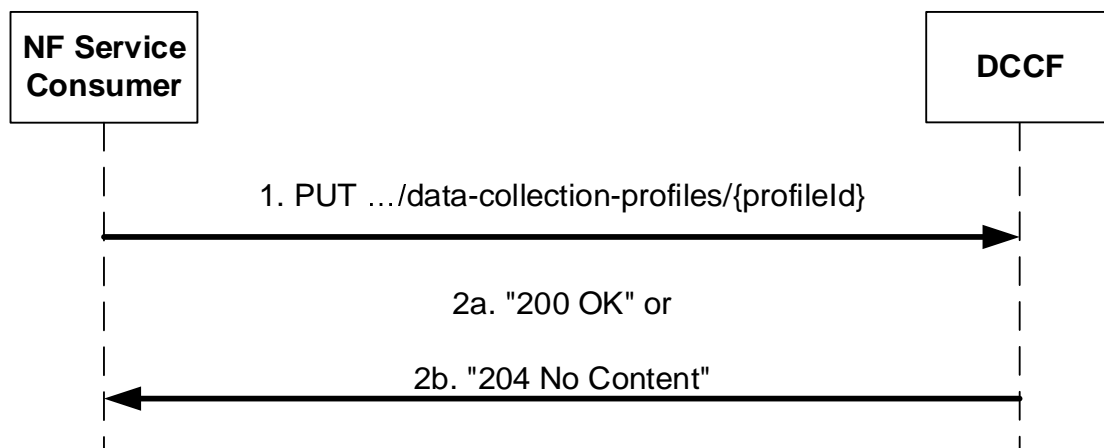 NF Service
Consumer
DCCF
1. PUT …/data-collection-profiles/{profileId}
2a. "200 OK" or
2b. "204 No Content"